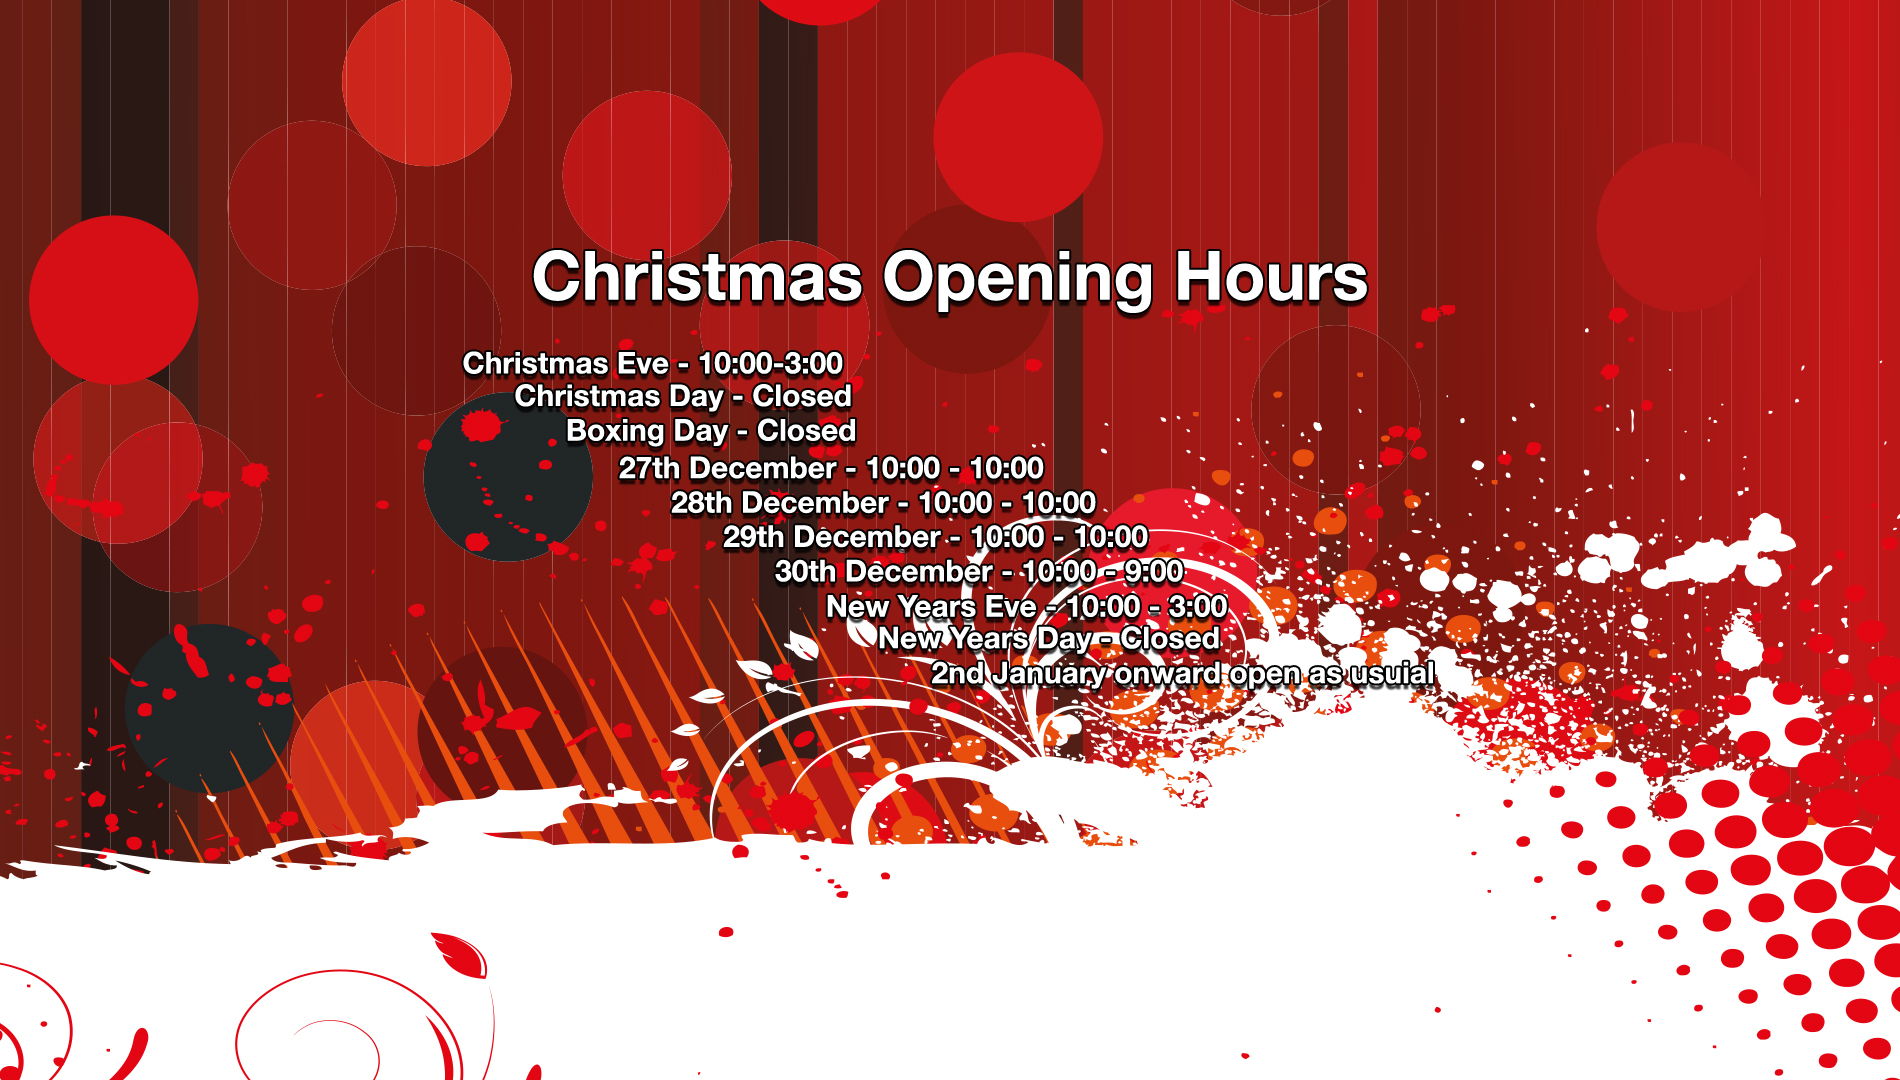 Christmas Opening Hours
Christmas Eve - 10:00-3:00
Christmas Day - Closed
Boxing Day - Closed
27th December - 10:00 - 10:00
28th December - 10:00 - 10:00
29th December - 10:00 - 10:00
30th December - 10:00 - 9:00
New Years Eve - 10:00 - 3:00
New Years Day - Closed
2nd January onward open as usuial